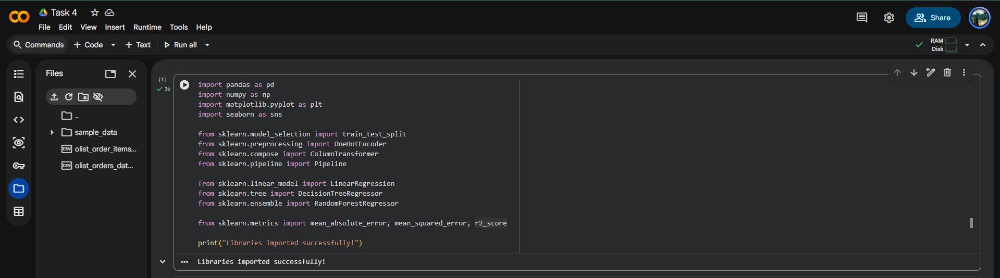 Task 4
File Edit View Insert Runtime Tools Help
Share
Commands + Code + Text Run all
RAM
Disk
Files
..
sample_data
olist_order_items...
olist_orders_dat...
[1]
2s
import pandas as pd
import numpy as np
import matplotlib.pyplot as plt
import seaborn as sns
from sklearn.model_selection import train_test_split
from sklearn.preprocessing import OneHotEncoder
from sklearn.compose import ColumnTransformer
from sklearn.pipeline import Pipeline
from sklearn.linear_model import LinearRegression
from sklearn.tree import DecisionTreeRegressor
from sklearn.ensemble import RandomForestRegressor
from sklearn.metrics import mean_absolute_error, mean_squared_error, r2_score
print("Libraries imported successfully!")
Libraries imported successfully!